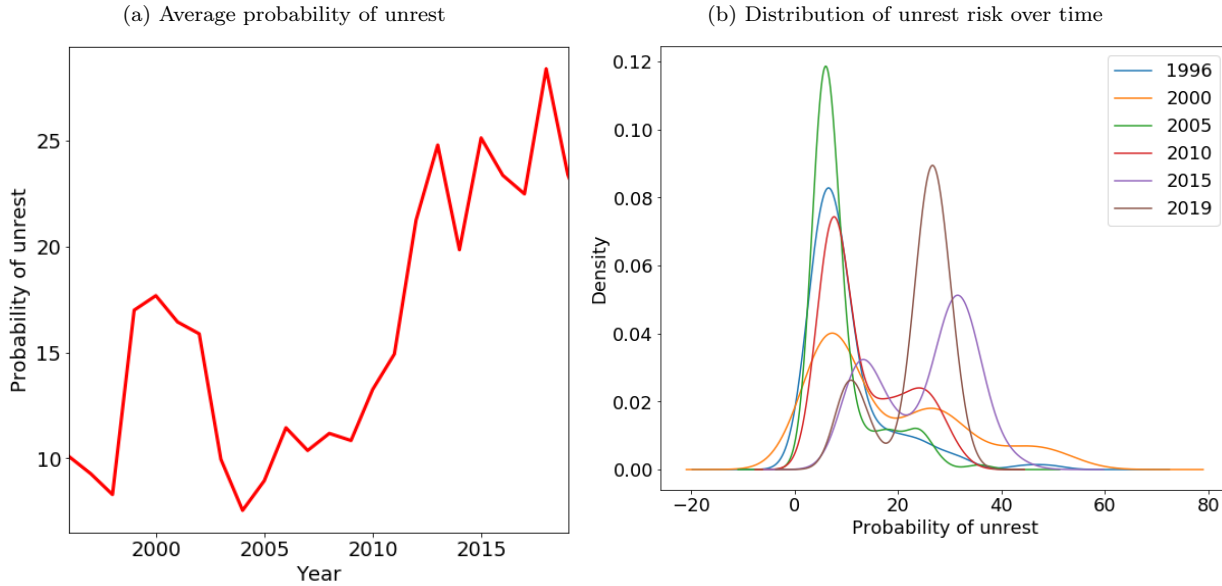 (a) Average probability of unrest
25
20
15
10
Probability of unrest
2000 2005 2010 2015
Year
(b) Distribution of unrest risk over time
0.12
0.10
0.08
0.06
0.04
0.02
0.00
Density
1996
2000
2005
2010
2015
2019
−20 0 20 40 60 80
Probability of unrest